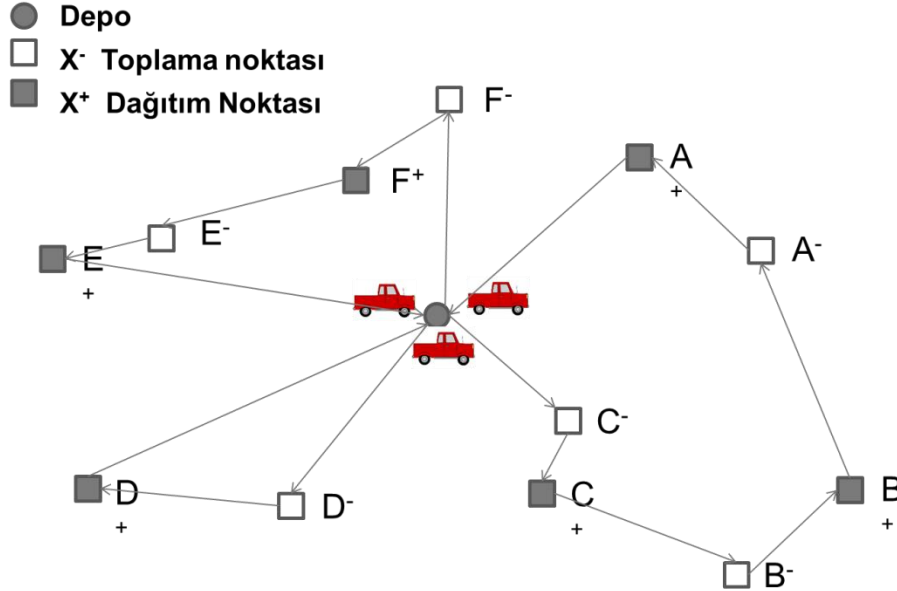 Depo
X- Toplama noktası
X+ Dağıtım Noktası
F-
F+
A
+
E-
E
+
A-
C-
D
+
D-
C
+
B
+
B-